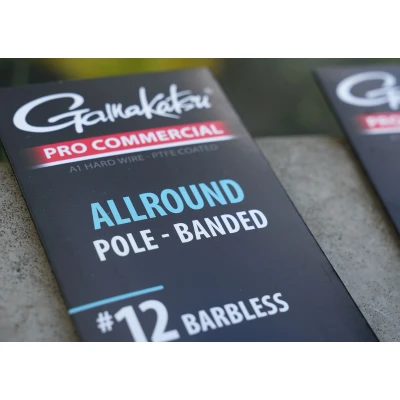 Gamakatsu
PRO COMMERCIAL
A1 HARD WIRE - PTFE COATED
ALLROUND
POLE - BANDED
#12 BARBLESS